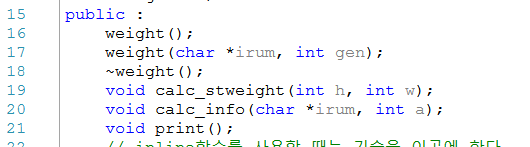 15 public :
16 weight();
17 weight(char *irum, int gen);
18 ~weight();
19 void calc_stweight(int h, int w);
20 void calc_info(char *irum, int a);
21 void print();
// inline함수를 사용할 때는 기술을 이곳에 한다